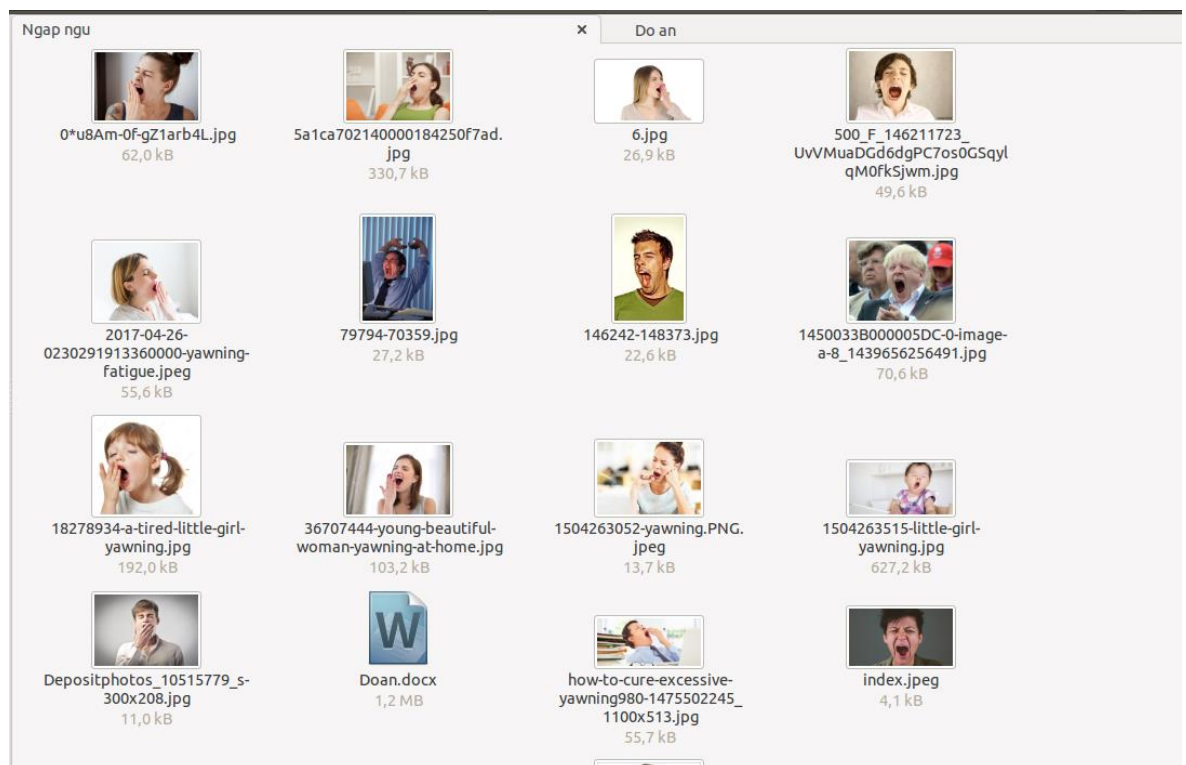 Ngap ngu
Do an
0*u8Am-0f-gZ1arb4L.jpg
62,0 kB
5a1ca702140000184250f7ad.
jpg
330,7 kB
6.jpg
26,9 kB
500_F_146211723_
UvVMuaDGd6dgPC7os0GSqyl
qM0fkSjwm.jpg
49,6 kB
2017-04-26-
0230291913360000-yawning-
fatigue.jpeg
55,6 kB
79794-70359.jpg
27,2 kB
146242-148373.jpg
22,6 kB
1450033B000005DC-0-image-
a-8_1439656256491.jpg
70,6 kB
18278934-a-tired-little-girl-
yawning.jpg
192,0 kB
36707444-young-beautiful-
woman-yawning-at-home.jpg
103,2 kB
1504263052-yawning.PNG.
jpeg
13,7 kB
1504263515-little-girl-
yawning.jpg
627,2 kB
Depositphotos_10515779_s-
300x208.jpg
11,0 kB
W
Doan.docx
1,2 MB
how-to-cure-excessive-
yawning980-1475502245_
1100x513.jpg
55,7 kB
index.jpeg
4,1 kB